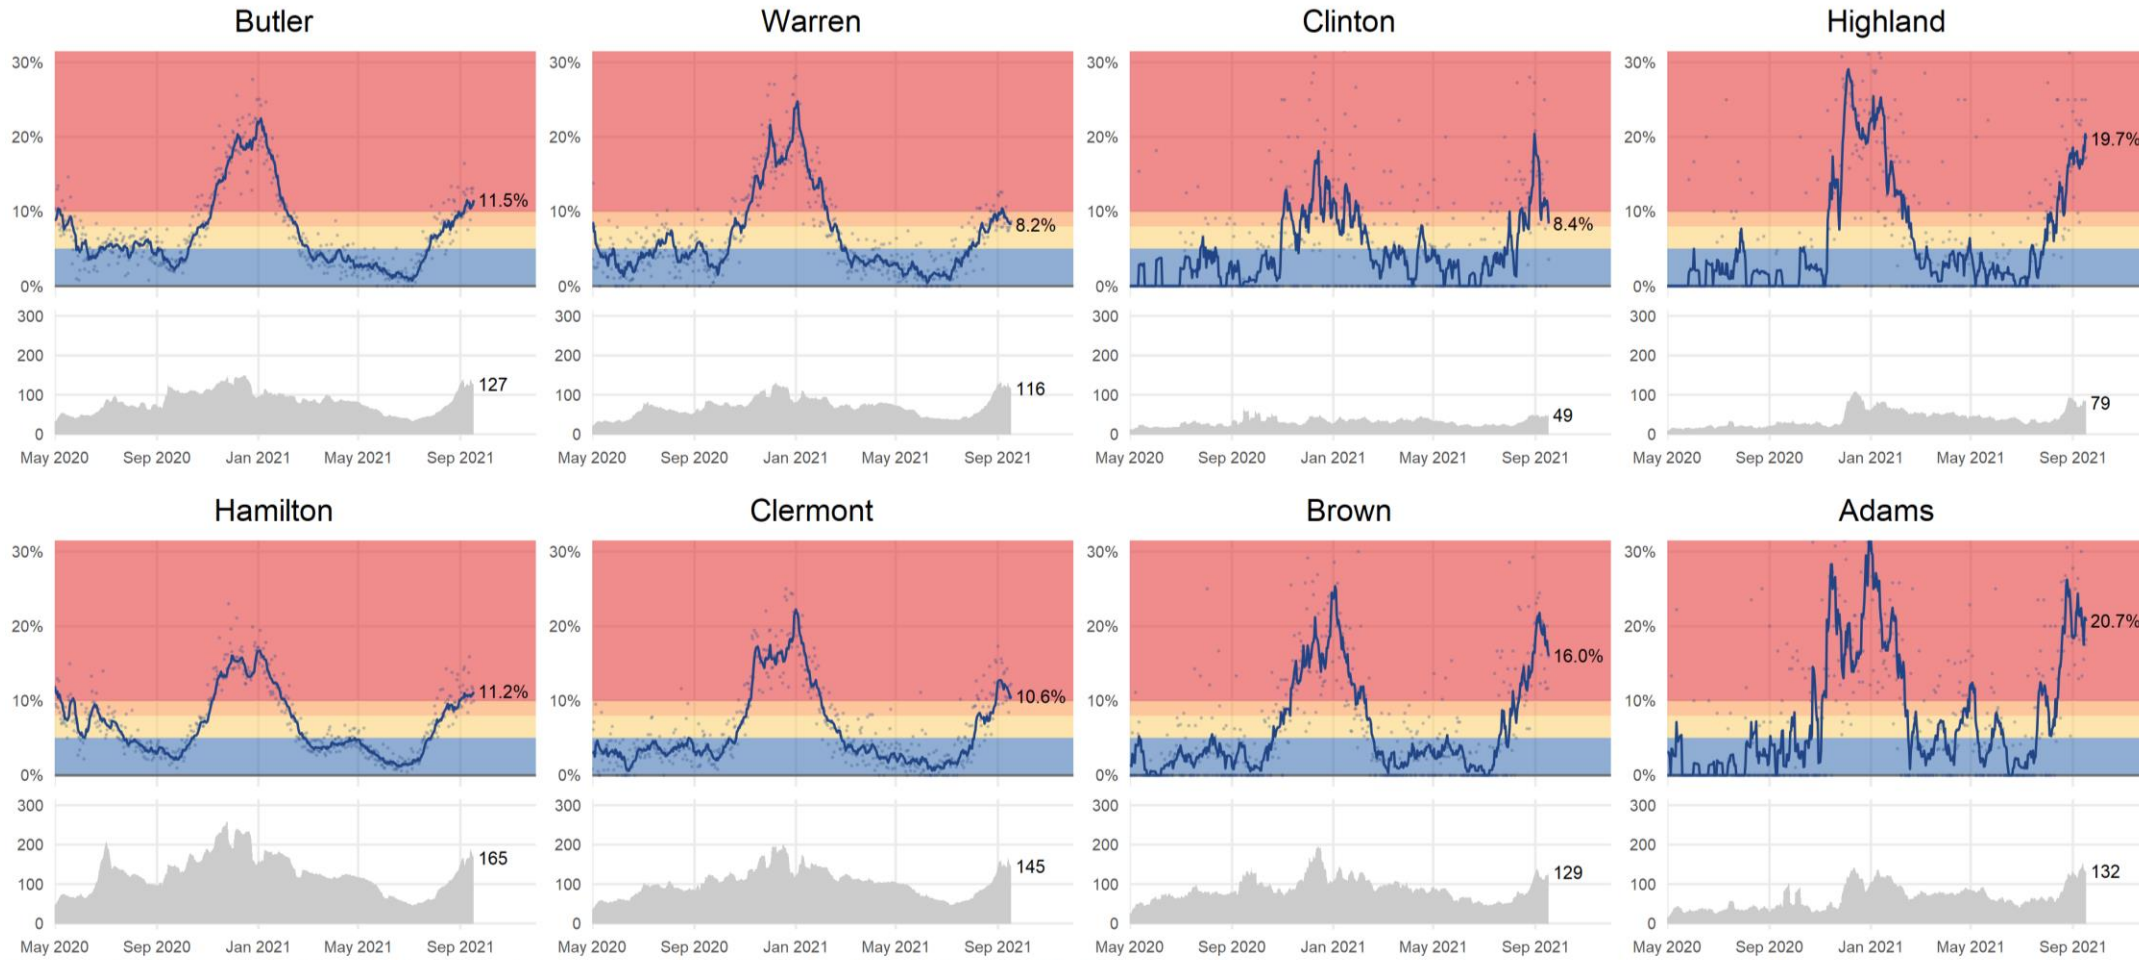 Butler Warren Clinton Highland
30% 30% 30% 30%
20% 20% 20% 20%
19.7%
11.5%
10% 10% 10% 10%
8.2% 8.4%
0% 0% 0% 0%
300 300 300 300
200 200 200 200
127 116
100 100 100 100
49 79
0 0 0 0
May 2020 Sep 2020 Jan 2021 May 2021 Sep 2021 May 2020 Sep 2020 Jan 2021 May 2021 Sep 2021 May 2020 Sep 2020 Jan 2021 May 2021 Sep 2021 May 2020 Sep 2020 Jan 2021 May 2021 Sep 2021
Hamilton Clermont Brown Adams
30% 30% 30% 30%
20% 20% 20% 20%
20.7%
16.0%
11.2% 10.6%
10% 10% 10% 10%
0% 0% 0% 0%
300 300 300 300
200 200 200 200
165 145 129 132
100 100 100 100
0 0 0 0
May 2020 Sep 2020 Jan 2021 May 2021 Sep 2021 May 2020 Sep 2020 Jan 2021 May 2021 Sep 2021 May 2020 Sep 2020 Jan 2021 May 2021 Sep 2021 May 2020 Sep 2020 Jan 2021 May 2021 Sep 2021